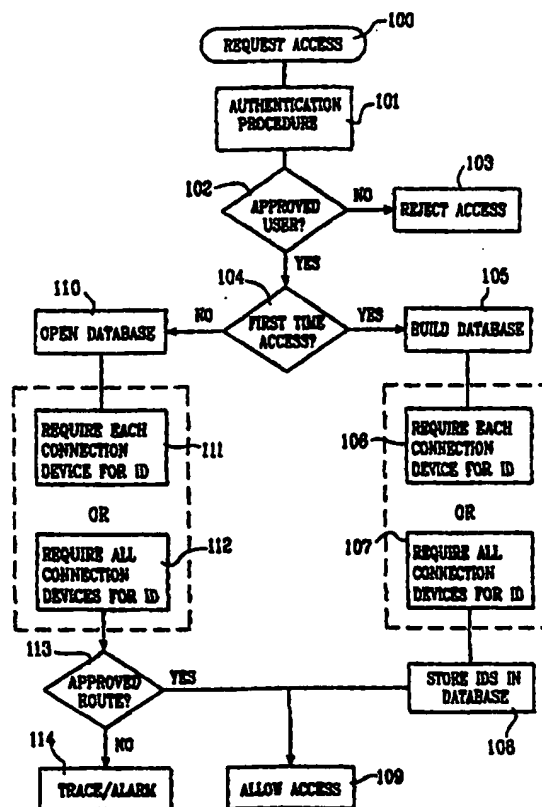 100
REQUEST ACCESS
AUTHENTICATION
PROCEDURE
101
102
APPROVED
USER?
NO
103
REJECT ACCESS
YES
104
FIRST TIME
ACCESS?
110
OPEN DATABASE
NO
YES
105
BUILD DATABASE
REQUIRE EACH
CONNECTION
DEVICE FOR ID
111
OR
REQUIRE ALL
CONNECTION
DEVICES FOR ID
112
106
REQUIRE EACH
CONNECTION
DEVICE FOR ID
OR
107
REQUIRE ALL
CONNECTION
DEVICES FOR ID
113
APPROVED
ROUTE?
YES
STORE IDS IN
DATABASE
108
NO
114
TRACE/ALARM
ALLOW ACCESS
109